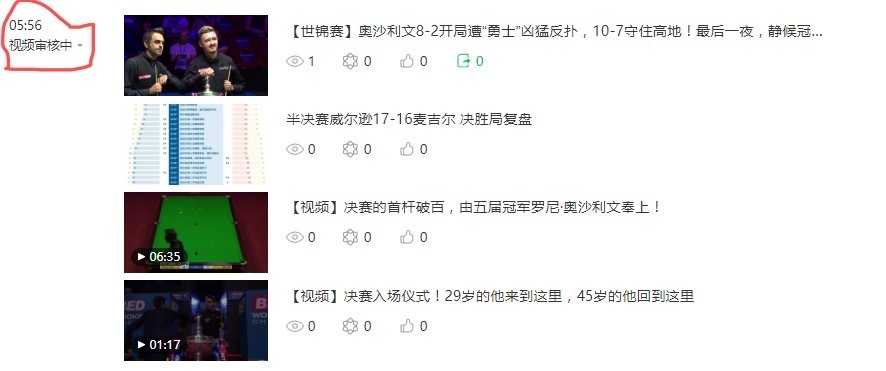 05:56
视频审核中
【世锦赛】奥沙利文8-2开局遭“勇士”凶猛反扑，10-7守住高地！最后一夜，静候冠...
1 0 0 0
半决赛威尔逊17-16麦吉尔 决胜局复盘
0 0 0
【视频】决赛的首杆破百，由五届冠军罗尼·奥沙利文奉上！
06:35
0 0 0
【视频】决赛入场仪式！29岁的他来到这里，45岁的他回到这里
01:17
0 0 0